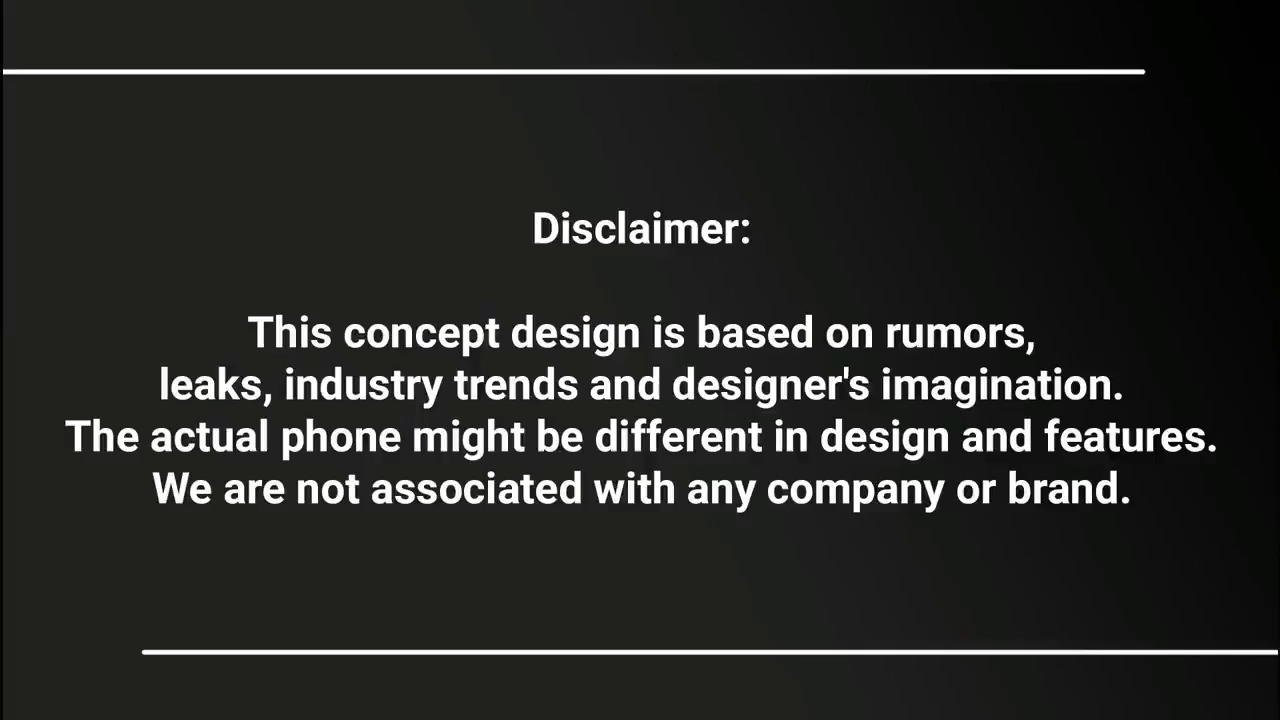 Disclaimer:
This concept design is based on rumors,
leaks, industry trends and designer's imagination.
The actual phone might be different in design and features.
We are not associated with any company or brand.